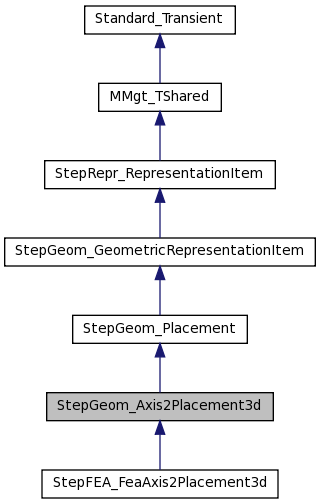 Standard_Transient
MMgt_TShared
StepRepr_RepresentationItem
StepGeom_GeometricRepresentationItem
StepGeom_Placement
StepGeom_Axis2Placement3d
StepFEA_FeaAxis2Placement3d